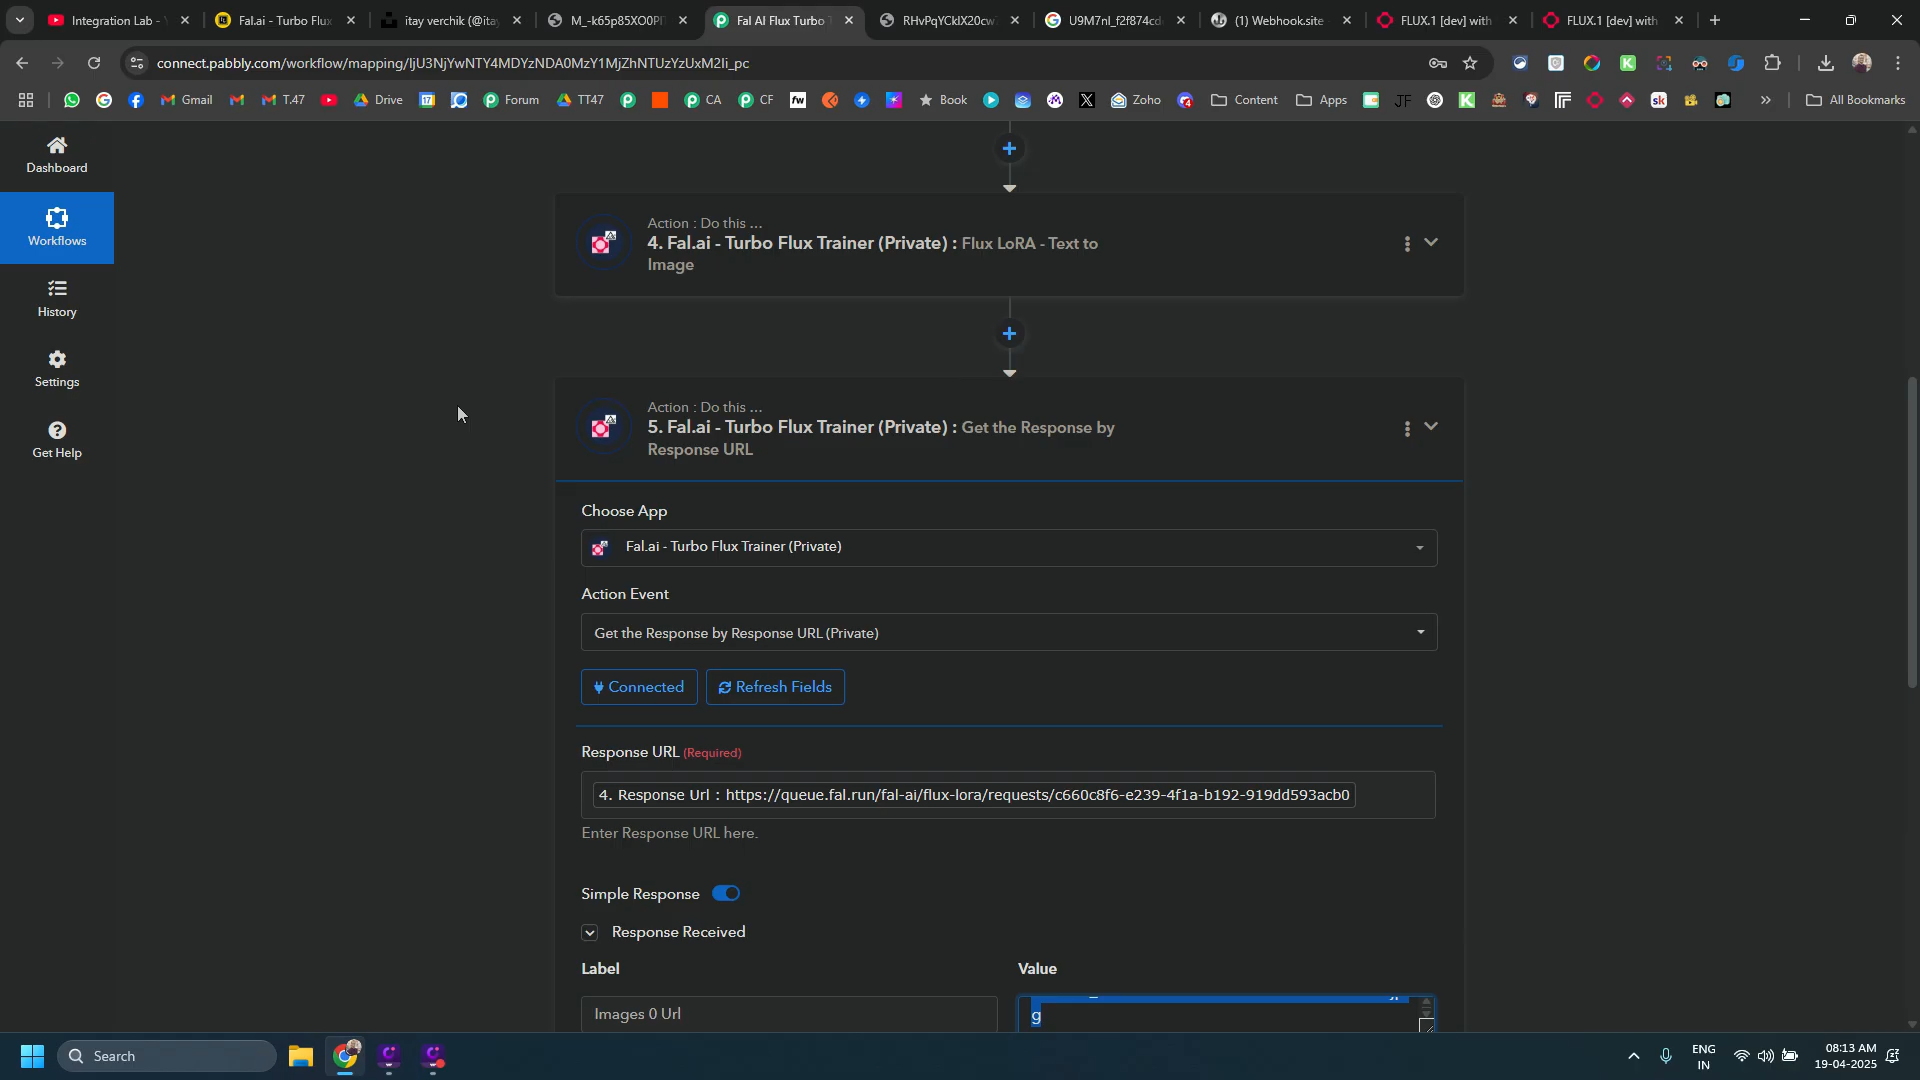 Integration Lab - Y
Fal.ai - Turbo Flux
itay verchik (@itay
M_-k65p85XO0Pl
Fal AI Flux Turbo T
RHvPqYCklX20cw
U9M7nI_f2f874cd
(1) Webhook.site
FLUX.1 [dev] with
FLUX.1 [dev] with
connect.pabbly.com/workflow/mapping/IjU3NjYwNTY4MDYzNDA0MzY1MjZhNTUzYzUxM2Ii_pc
Gmail
T.47
Drive
Forum
TT47
CA
CF
fw
Book
Zoho
Content
Apps
JF
sk
All Bookmarks
Dashboard
Workflows
History
Settings
Get Help
Action : Do this ...
4. Fal.ai - Turbo Flux Trainer (Private) : Flux LoRA - Text to
Image
Action : Do this ...
5. Fal.ai - Turbo Flux Trainer (Private) : Get the Response by
Response URL
Choose App
Fal.ai - Turbo Flux Trainer (Private)
Action Event
Get the Response by Response URL (Private)
Connected
Refresh Fields
Response URL (Required)
4. Response Url : https://queue.fal.run/fal-ai/flux-lora/requests/c660c8f6-e239-4f1a-b192-919dd593acb0
Enter Response URL here.
Simple Response
Response Received
Label
Value
Images 0 Url
g
Search
ENG
IN
08:13 AM
19-04-2025